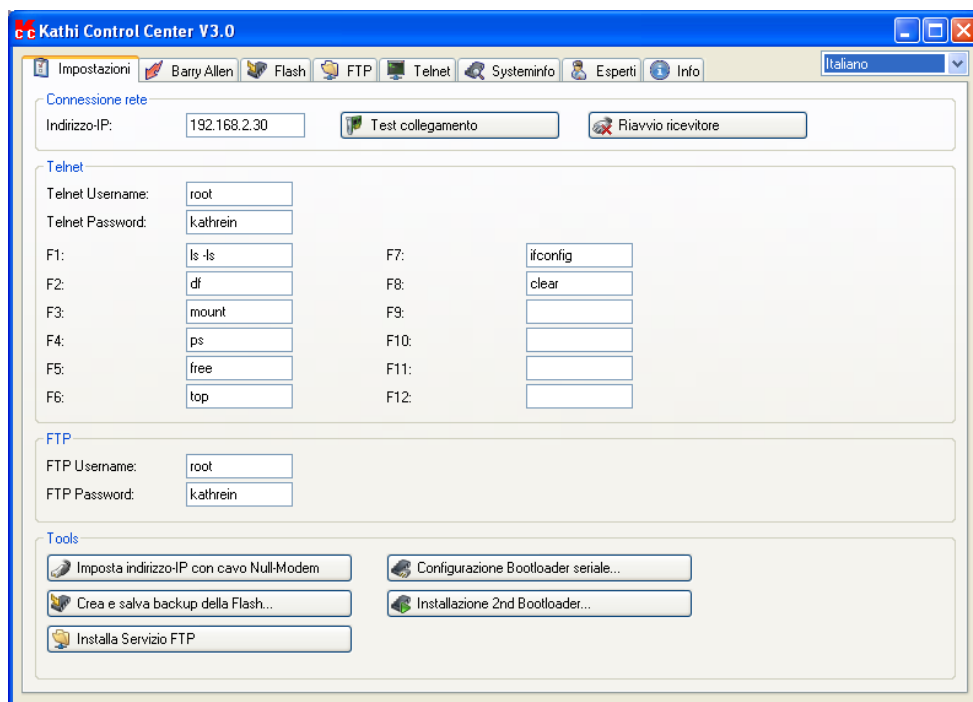 Kathi Control Center V3.0
Impostazioni Barry Allen Flash FTP Telnet Systeminfo Esperti Info Italiano
Connessione rete
Indirizzo-IP: 192.168.2.30 Test collegamento Riavvio ricevitore
Telnet
Telnet Username: root
Telnet Password: kathrein
F1: ls -ls F7: ifconfig
F2: df F8: clear
F3: mount F9:
F4: ps F10:
F5: free F11:
F6: top F12:
FTP
FTP Username: root
FTP Password: kathrein
Tools
Imposta indirizzo-IP con cavo Null-Modem Configurazione Bootloader seriale...
Crea e salva backup della Flash... Installazione 2nd Bootloader...
Installa Servizio FTP